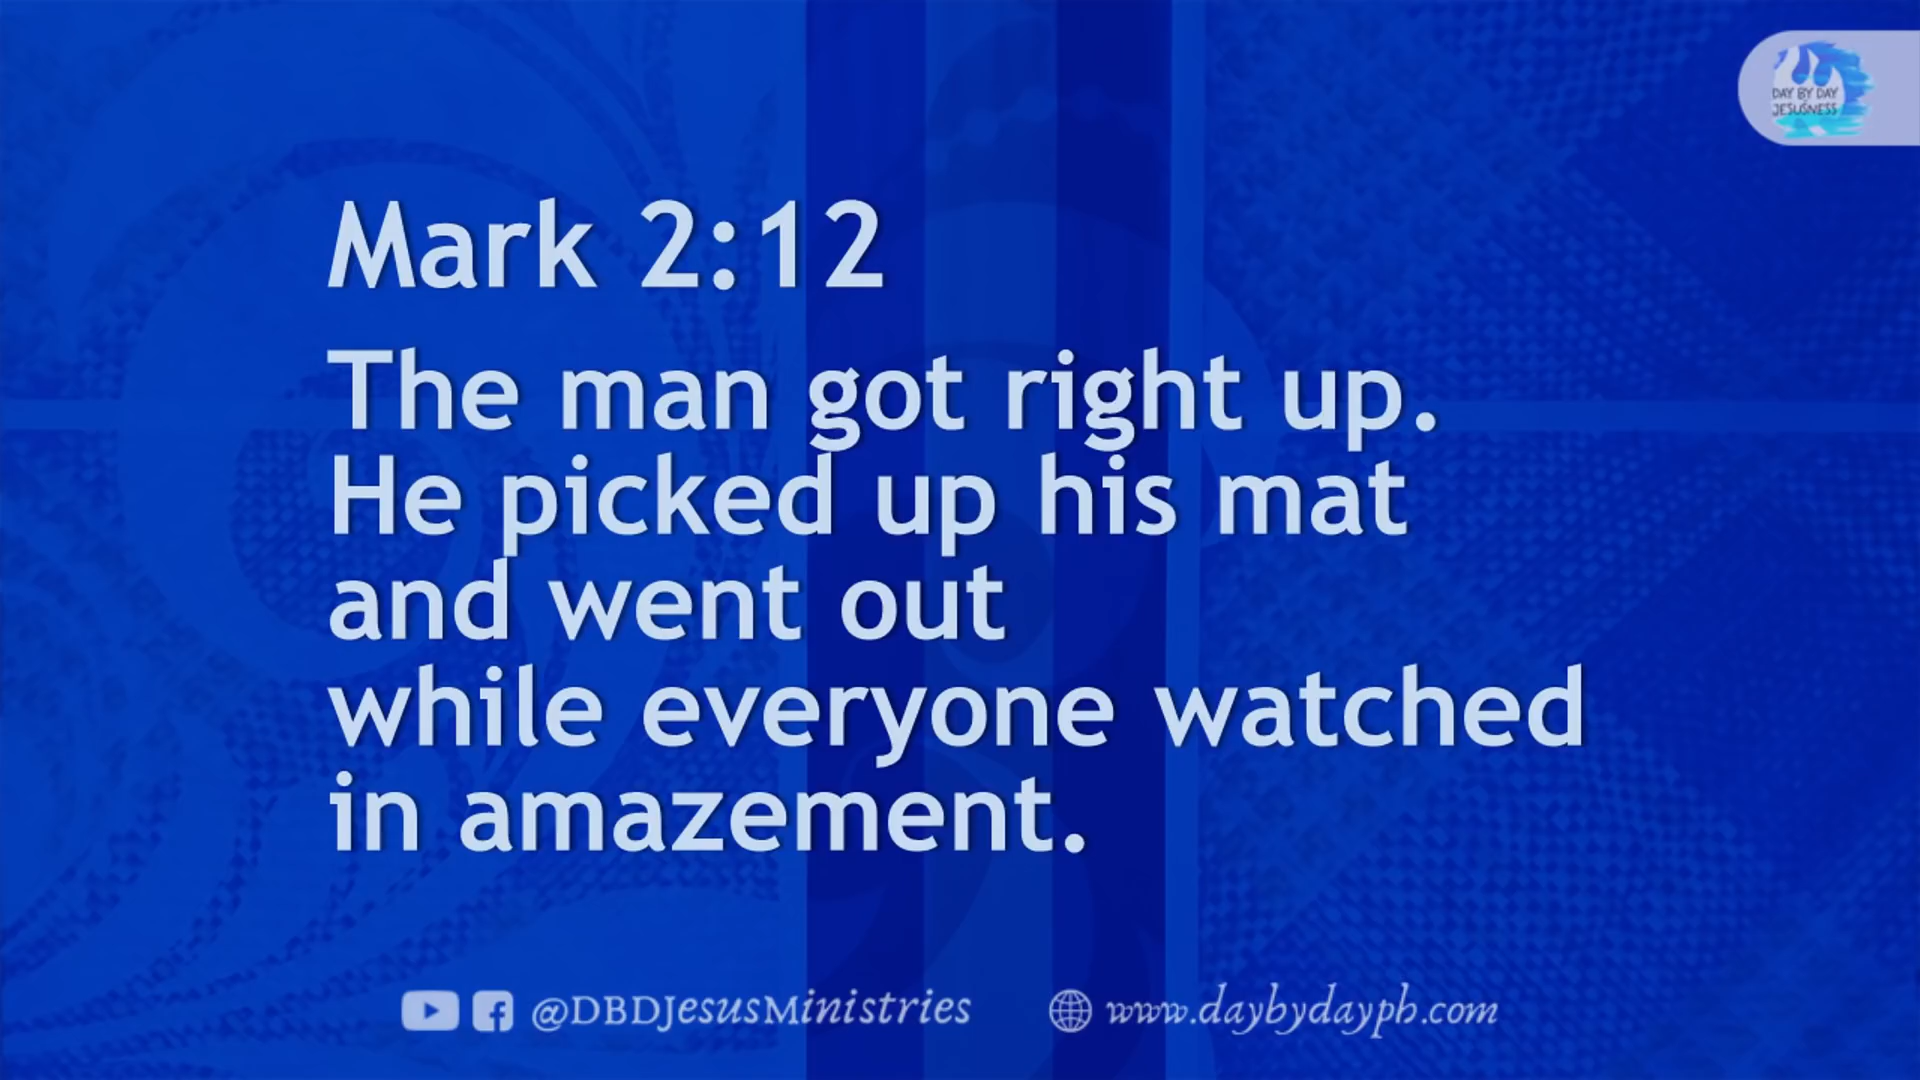 DAY BY DAY
JESUSNESS
Mark 2:12
The man got right up.
He picked up his mat
and went out
while everyone watched
in amazement.
@DBDJesusMinistries
www.daybydayph.com